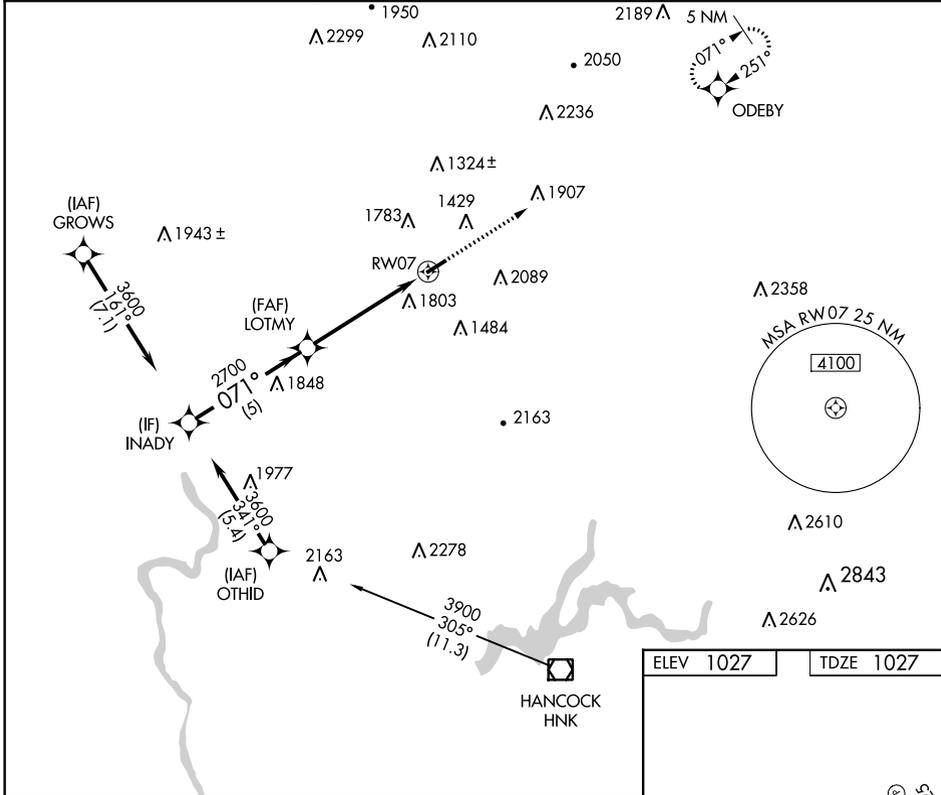 1950
2189
5 NM
2299
2110
071°
251°
2050
ODEBY
2236
1324±
1907
(IAF)
GROWS
1783
1429
1943±
RW07
2089
3600
161°
(7.1)
2358
1803
(FAF)
LOTMY
1484
MSA RW07 25 NM
4100
2700
071°
(5)
1848
2163
(IF)
INADY
1977
3600
341°
(5.4)
2610
2163
2278
(IAF)
OTHID
2843
3900
305°
(11.3)
2626
ELEV 1027
TDZE 1027
HANCOCK
HNK